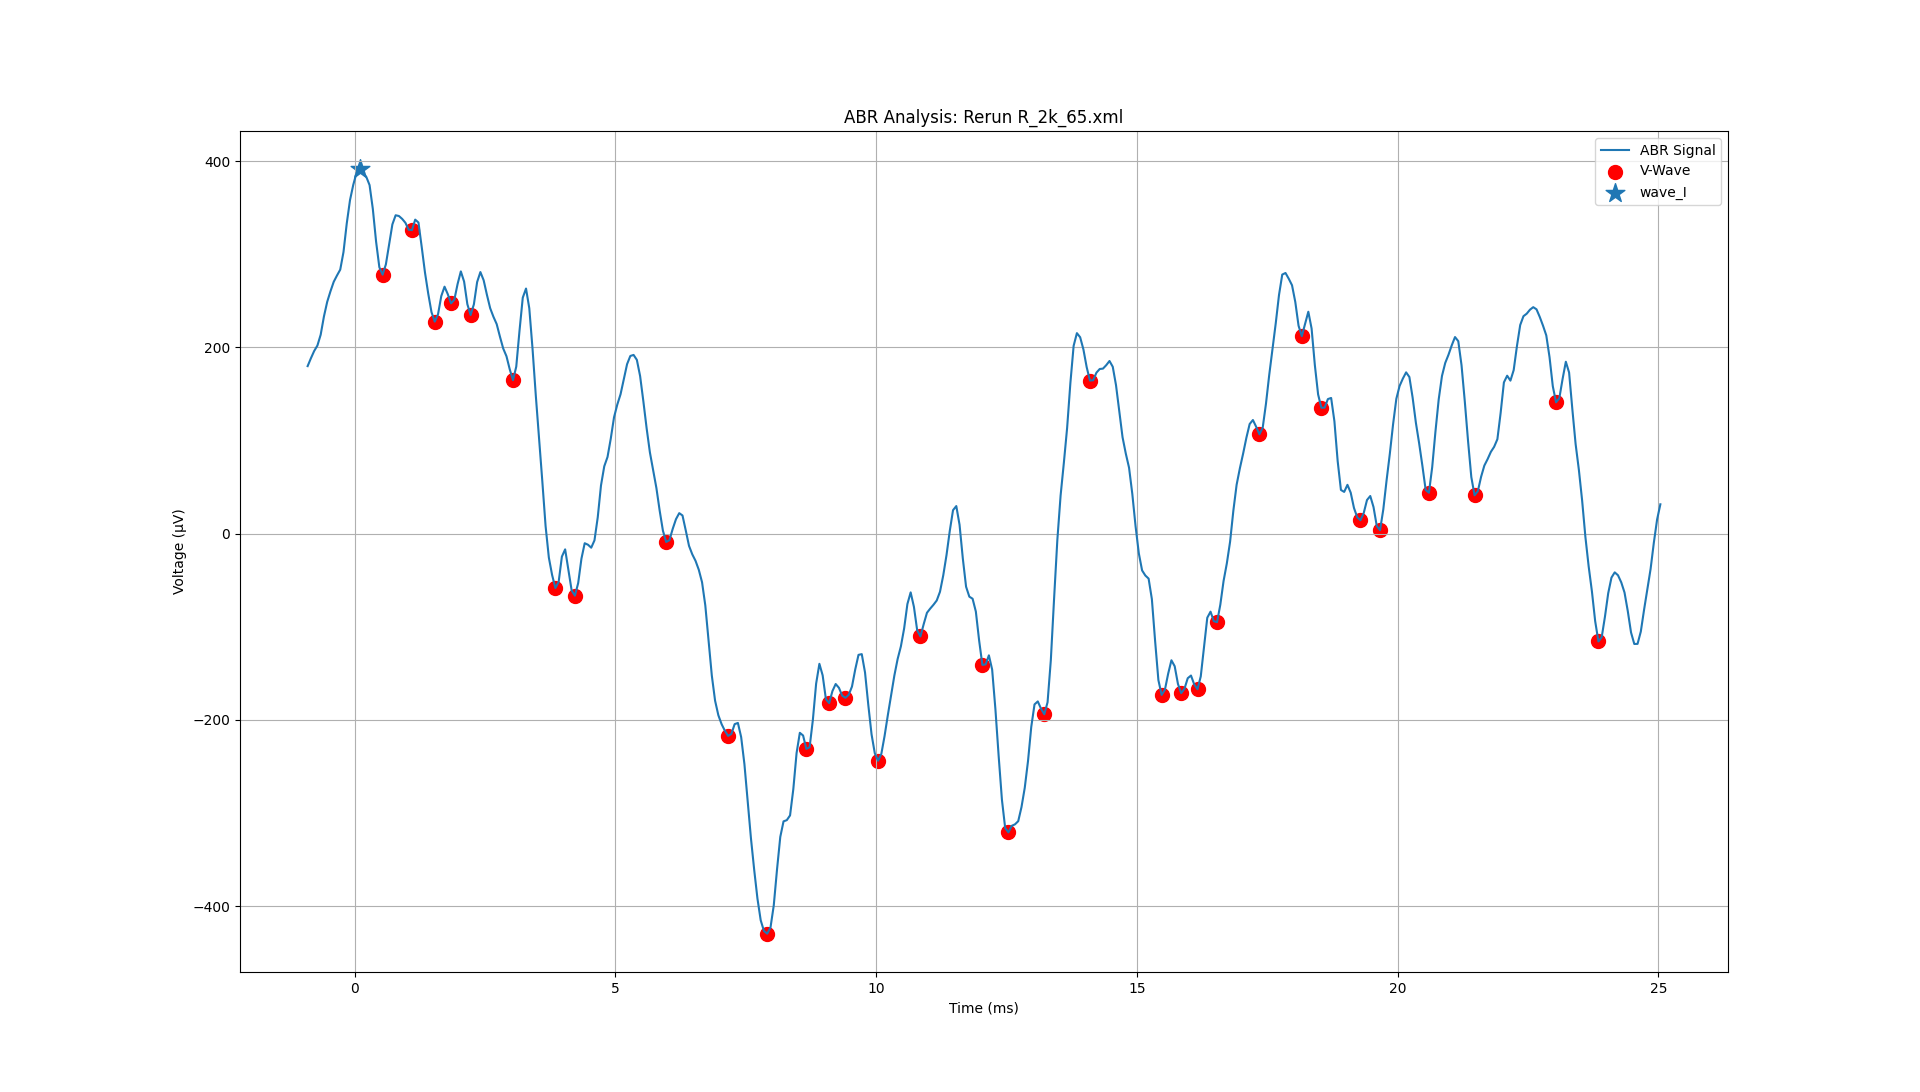 ABR Analysis: Rerun R_2k_65.xml
ABR Signal
V-Wave
wave_I
400
200
0
−200
−400
Voltage (µV)
0 5 10 15 20 25
Time (ms)